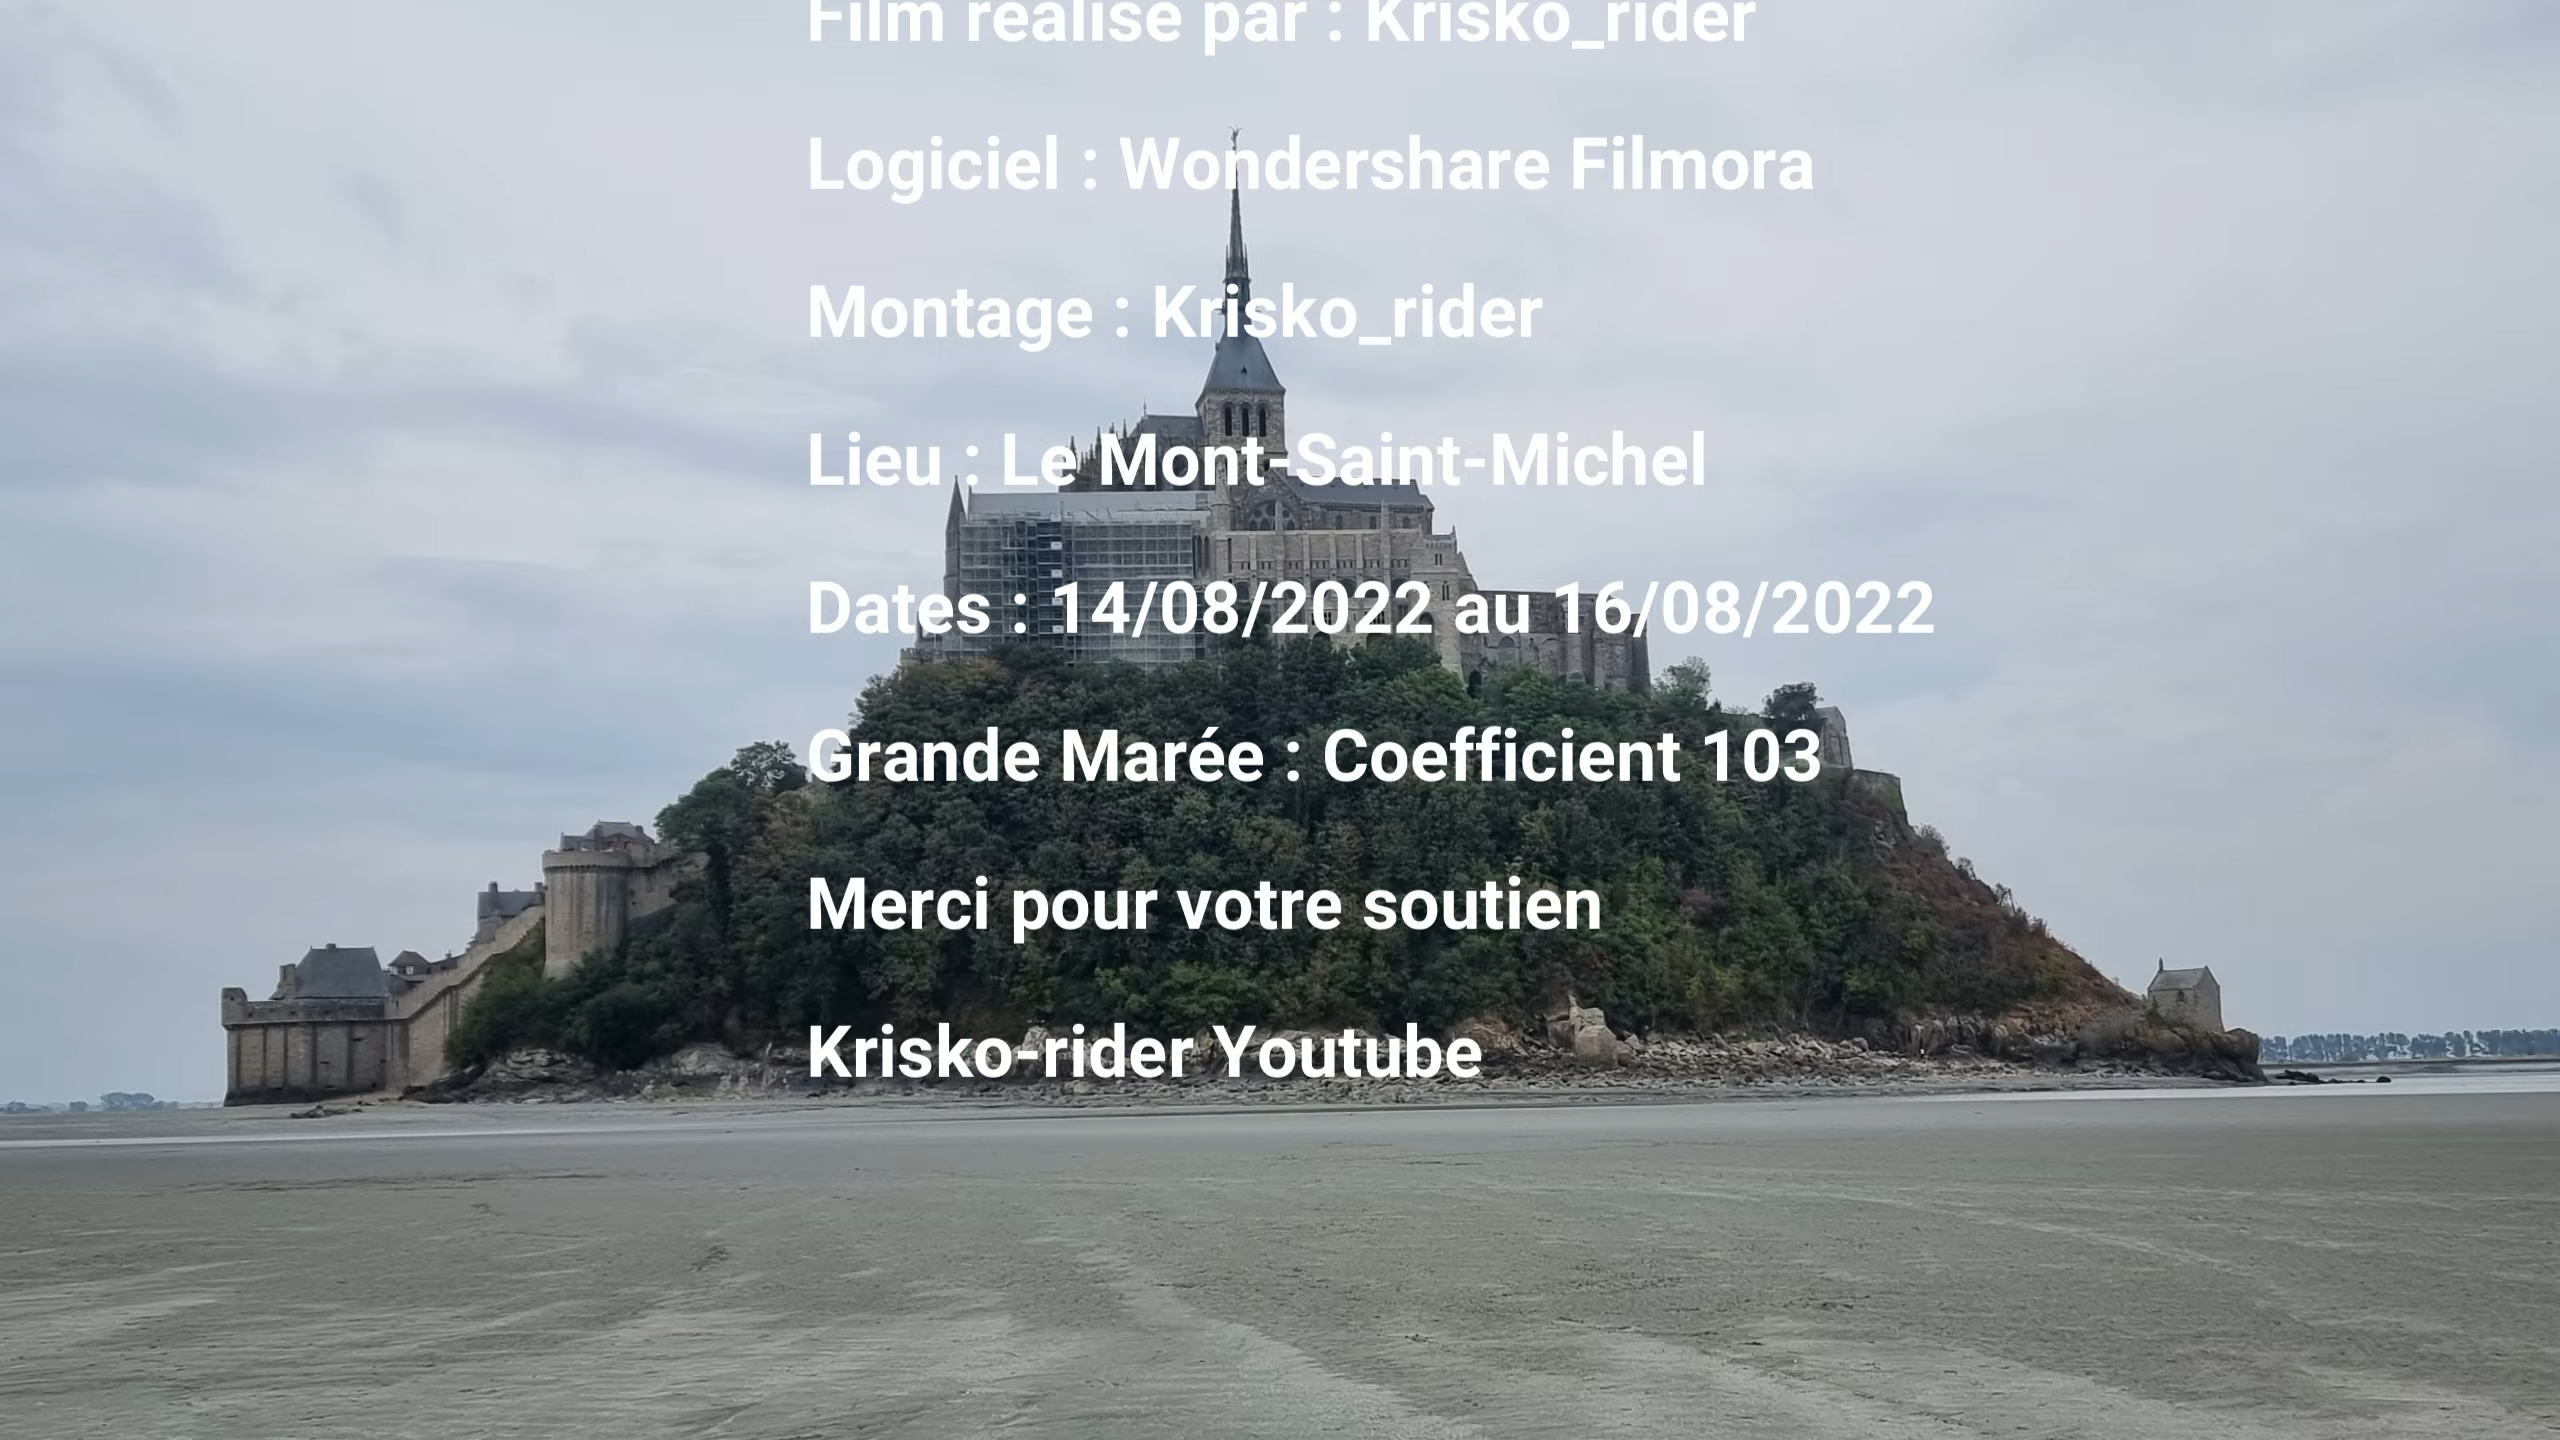 Film réalisé par : Krisko_rider
Logiciel : Wondershare Filmora
Montage : Krisko_rider
Lieu : Le Mont-Saint-Michel
Dates : 14/08/2022 au 16/08/2022
Grande Marée : Coefficient 103
Merci pour votre soutien
Krisko-rider Youtube